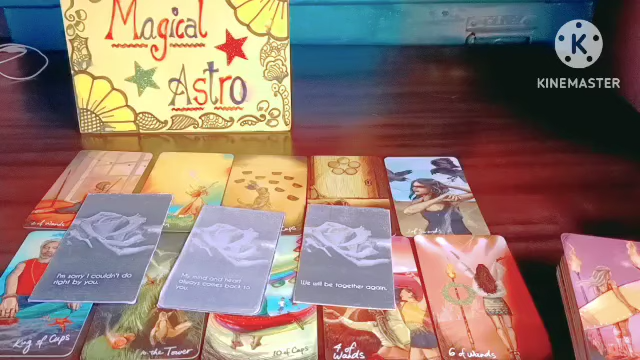 Magical
Astro
KINEMASTER
I'm sorry I couldn't do
right by you.
My mind and heart
always comes back to
you.
We will be together again.
King of Cups
the Tower
10 of Cups
4 of
Wands
6 of Wands